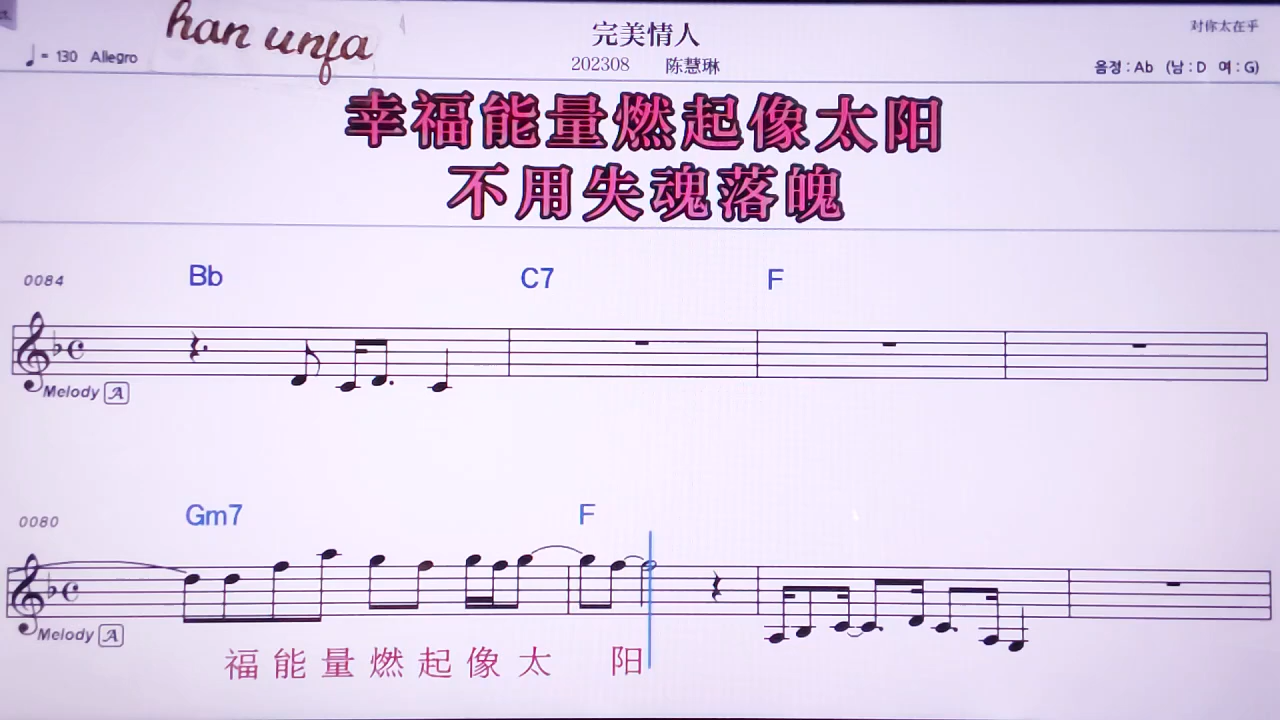 han unfa
完美情人
对你太在乎
♩= 130 Allegro
202308 陈慧琳
음정 : Ab (남 : D 여 : G)
幸福能量燃起像太阳
不用失魂落魄
0084
Bb C7 F
Melody A
0080
Gm7 F
Melody A
福能量燃起像太 阳